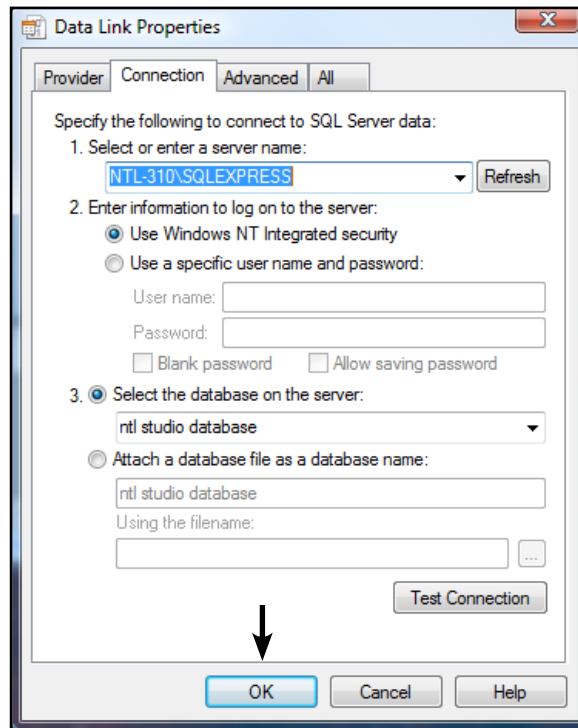 Data Link Properties
Provider Connection Advanced All
Specify the following to connect to SQL Server data:
1. Select or enter a server name:
NTL-310\SQLEXPRESS Refresh
2. Enter information to log on to the server:
Use Windows NT Integrated security
Use a specific user name and password:
User name:
Password:
Blank password Allow saving password
3. Select the database on the server:
ntl studio database
Attach a database file as a database name:
ntl studio database
Using the filename:
...
Test Connection
OK Cancel Help